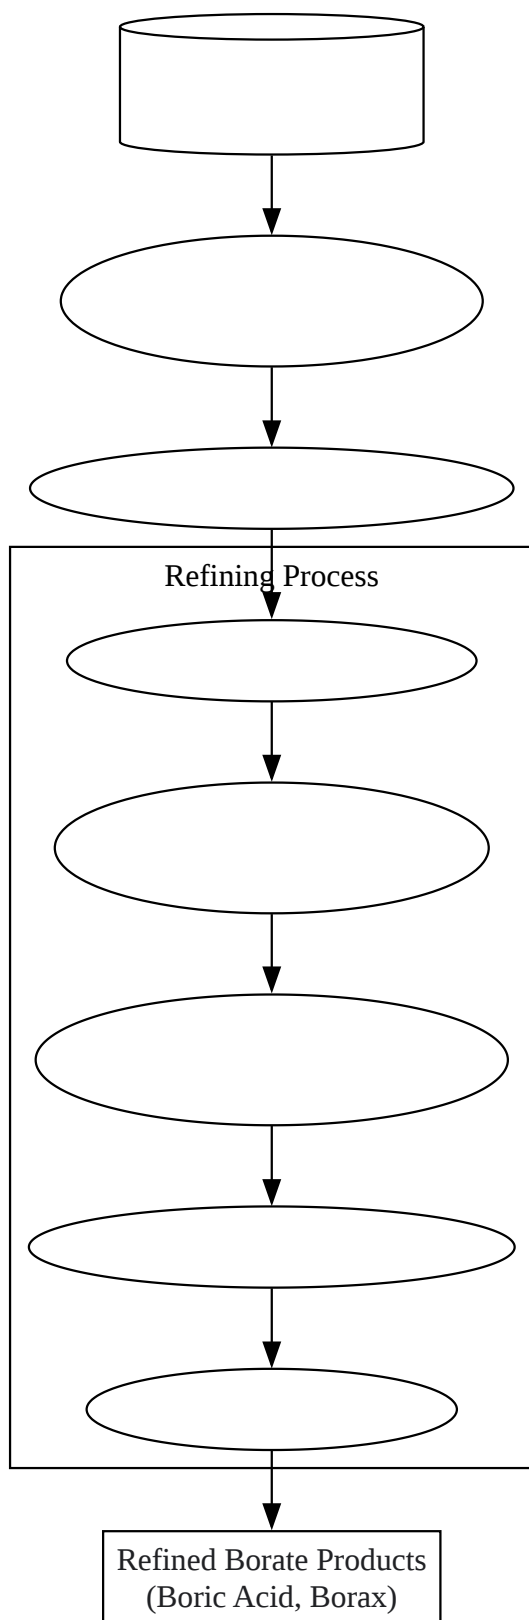 Refining Process
Refined Borate Products
(Boric Acid, Borax)